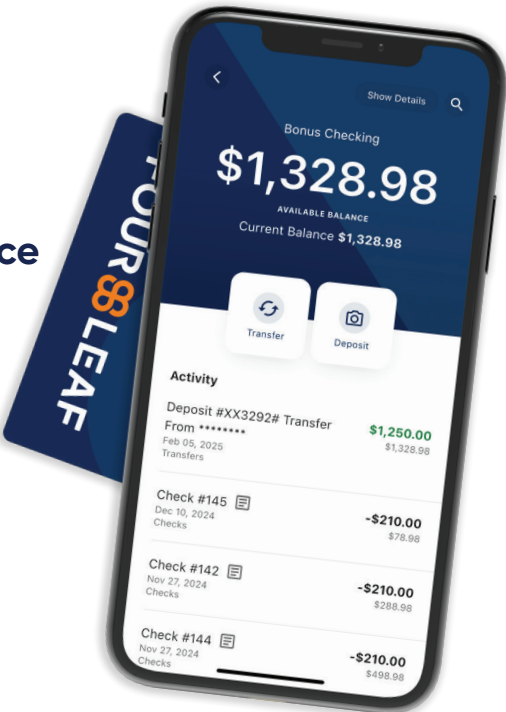 Show Details
Bonus Checking
$1,328.98
AVAILABLE BALANCE
Current Balance $1,328.98
ce
FOUR LEAF
Transfer
Deposit
Activity
Deposit #XX3292# Transfer
From ********
$1,250.00
Feb 05, 2025
$1,328.98
Transfers
Check #145
-$210.00
Dec 10, 2024
$78.98
Checks
Check #142
-$210.00
Nov 27, 2024
$288.98
Checks
Check #144
-$210.00
Nov 27, 2024
$498.98
Checks